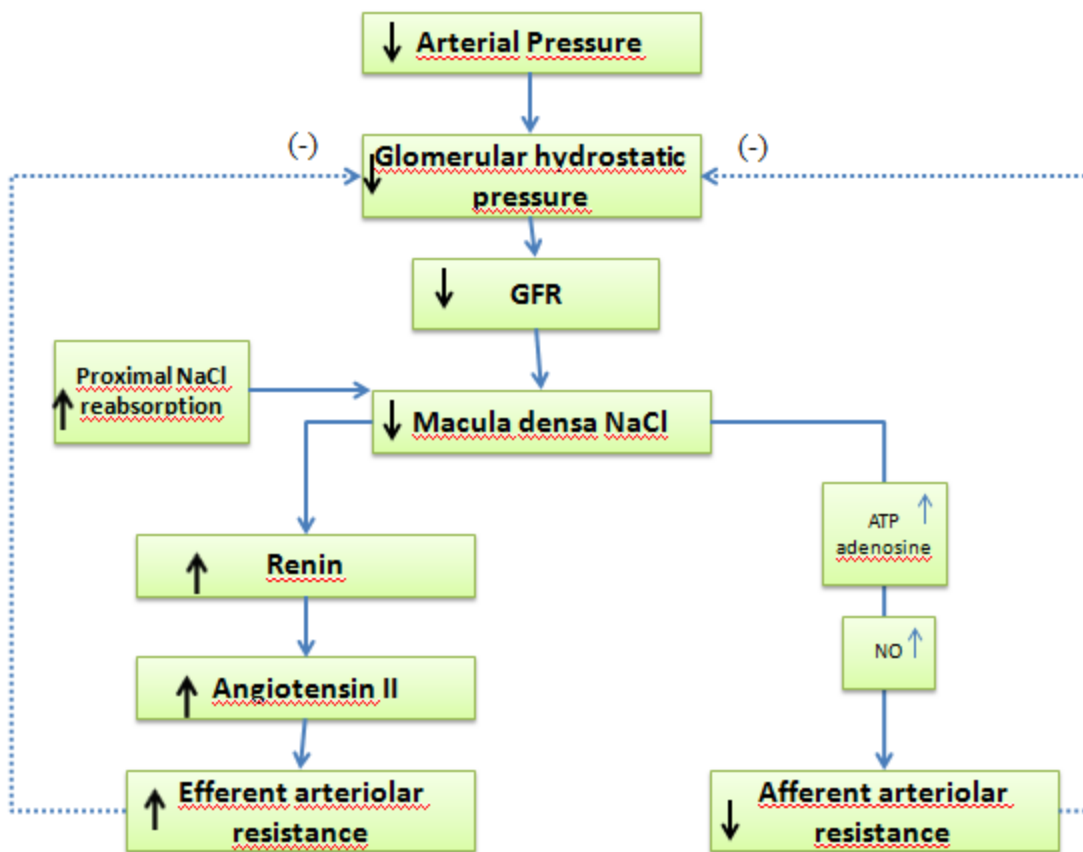 Arterial Pressure
(-)
(-)
Glomerular hydrostatic
pressure
GFR
Proximal NaCl
reabsorption
Macula densa NaCl
ATP
adenosine
Renin
NO
Angiotensin II
Efferent arteriolar
resistance
Afferent arteriolar
resistance